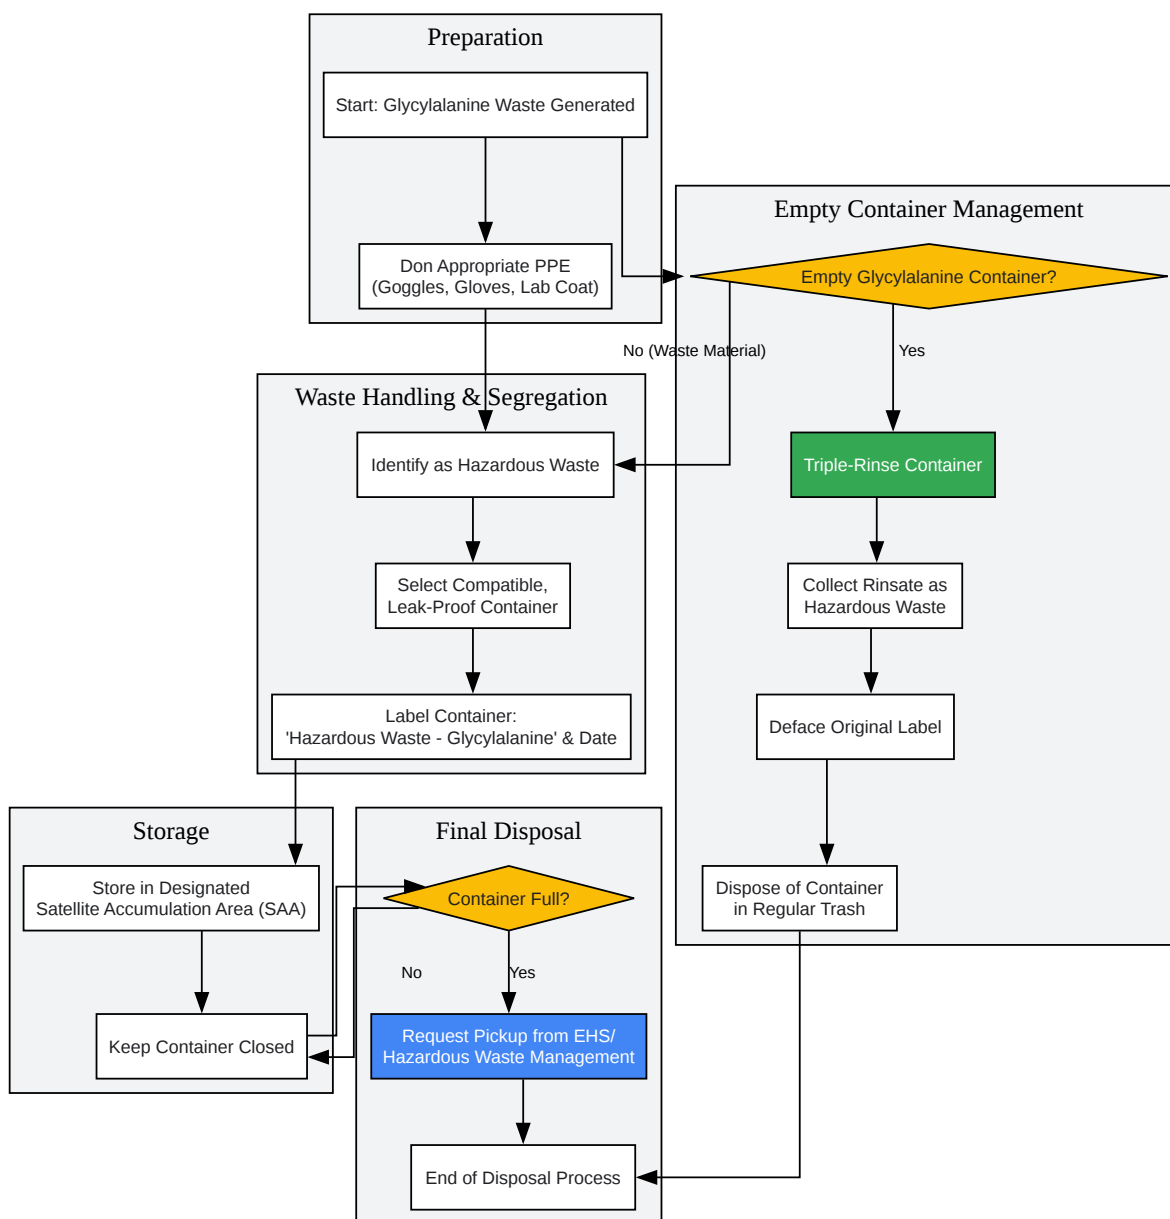 Preparation
Start: Glycylalanine Waste Generated
Don Appropriate PPE
(Goggles, Gloves, Lab Coat)
Empty Container Management
Empty Glycylalanine Container?
No (Waste Material)
Yes
Waste Handling & Segregation
Identify as Hazardous Waste
Triple-Rinse Container
Select Compatible,
Leak-Proof Container
Collect Rinsate as
Hazardous Waste
Label Container:
'Hazardous Waste - Glycylalanine' & Date
Deface Original Label
Storage
Store in Designated
Satellite Accumulation Area (SAA)
Keep Container Closed
Final Disposal
Container Full?
No
Yes
Request Pickup from EHS/
Hazardous Waste Management
Dispose of Container
in Regular Trash
End of Disposal Process